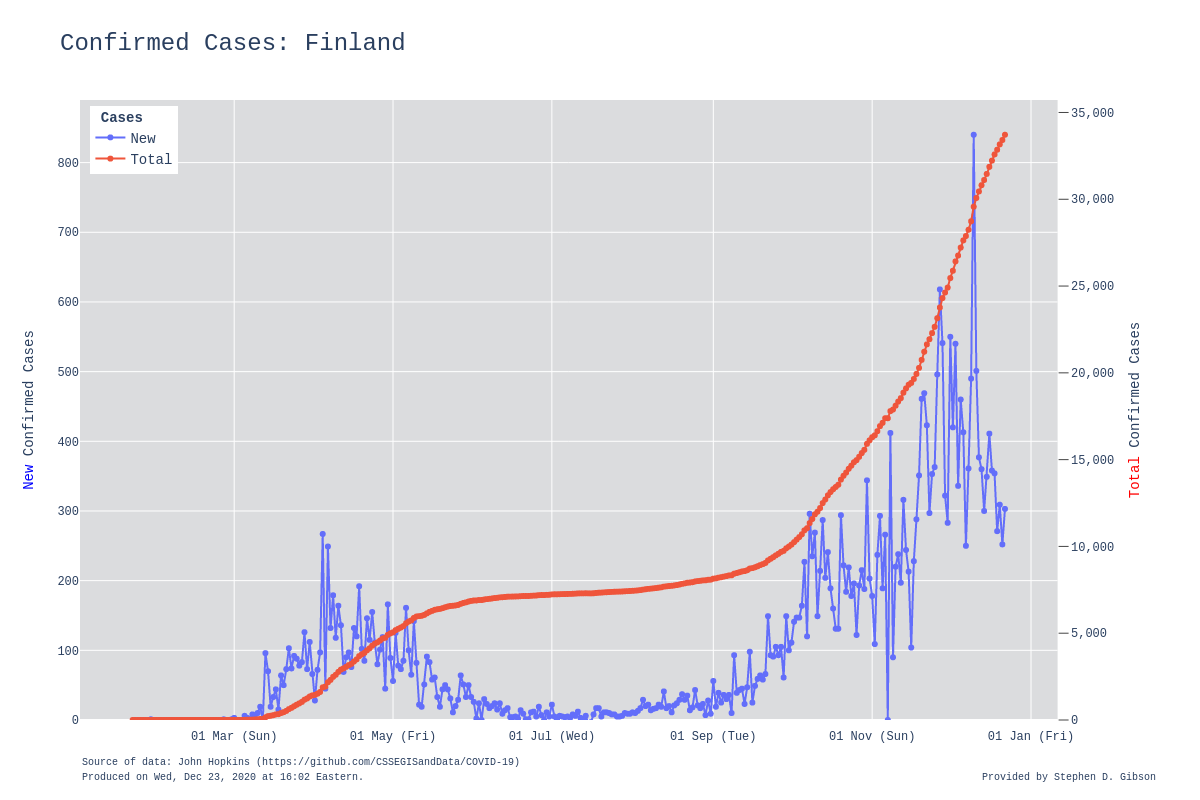 Confirmed Cases: Finland
Cases
New
Total
800
700
600
500
400
300
200
100
0
New Confirmed Cases
35,000
30,000
25,000
20,000
15,000
10,000
5,000
0
Total Confirmed Cases
01 Mar (Sun)
01 May (Fri)
01 Jul (Wed)
01 Sep (Tue)
01 Nov (Sun)
01 Jan (Fri)
Source of data: John Hopkins (https://github.com/CSSEGISandData/COVID-19)
Produced on Wed, Dec 23, 2020 at 16:02 Eastern.
Provided by Stephen D. Gibson